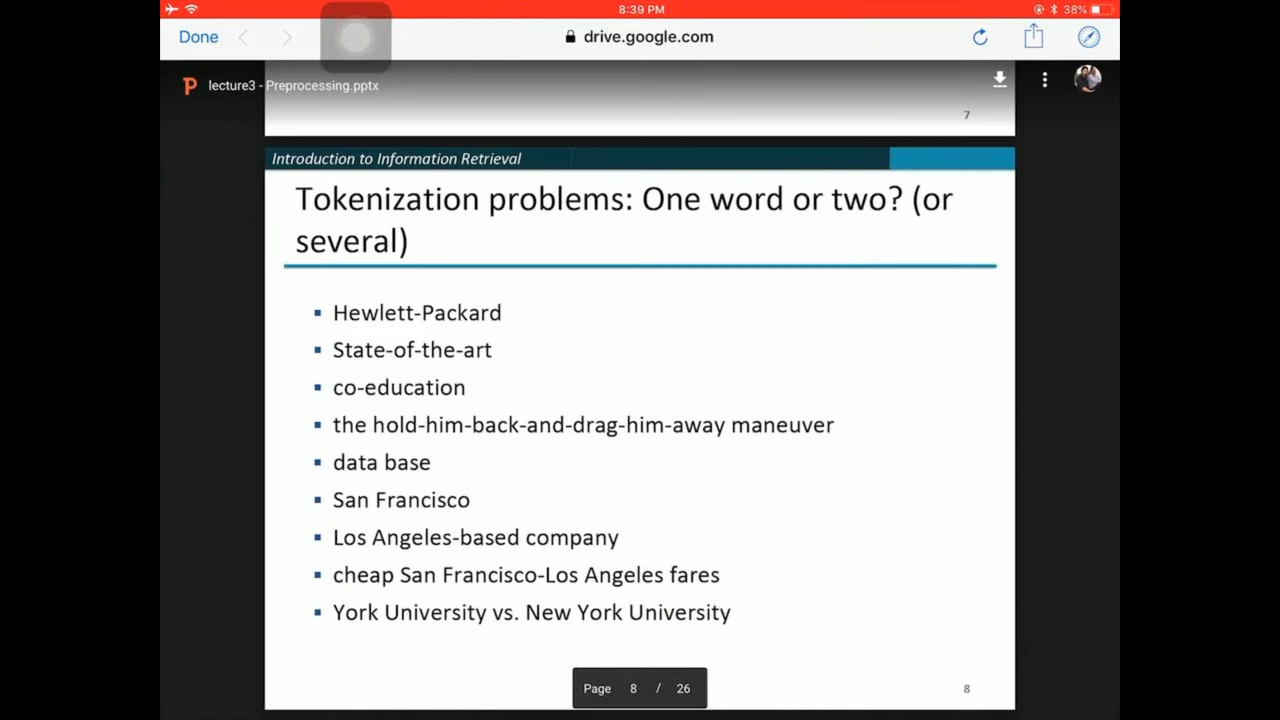 8:39 PM
38%
Done
drive.google.com
lecture3 - Preprocessing.pptx
7
Introduction to Information Retrieval
Tokenization problems: One word or two? (or
several)
▪ Hewlett-Packard
▪ State-of-the-art
▪ co-education
▪ the hold-him-back-and-drag-him-away maneuver
▪ data base
▪ San Francisco
▪ Los Angeles-based company
▪ cheap San Francisco-Los Angeles fares
▪ York University vs. New York University
Page 8 / 26
8